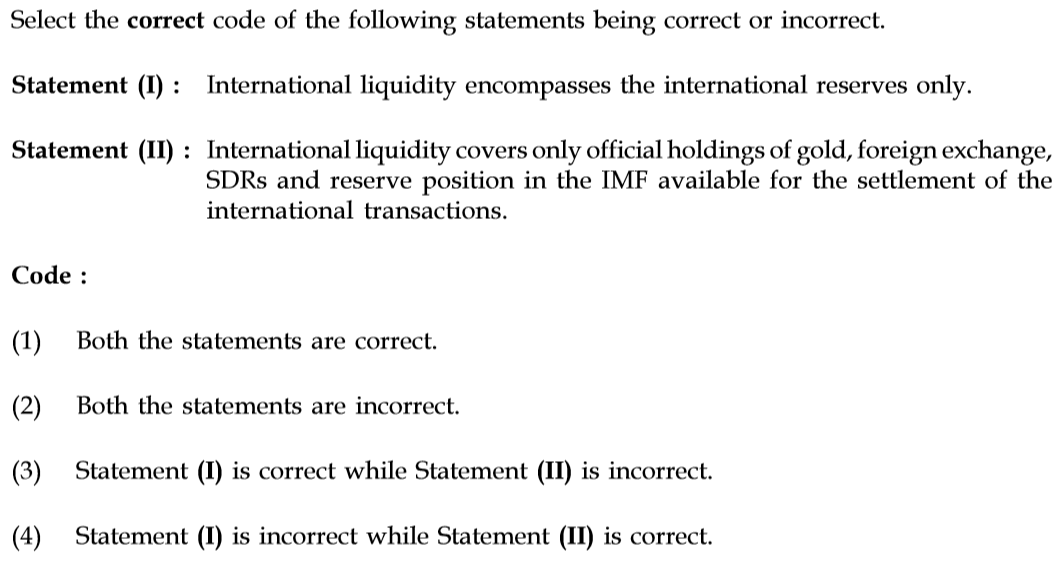 Select the correct code of the following statements being correct or incorrect.
Statement (I) : International liquidity encompasses the international reserves only.
Statement (II) : International liquidity covers only official holdings of gold, foreign exchange,
SDRs and reserve position in the IMF available for the settlement of the
international transactions.
Code :
(1) Both the statements are correct.
(2) Both the statements are incorrect.
(3) Statement (I) is correct while Statement (II) is incorrect.
(4) Statement (I) is incorrect while Statement (II) is correct.